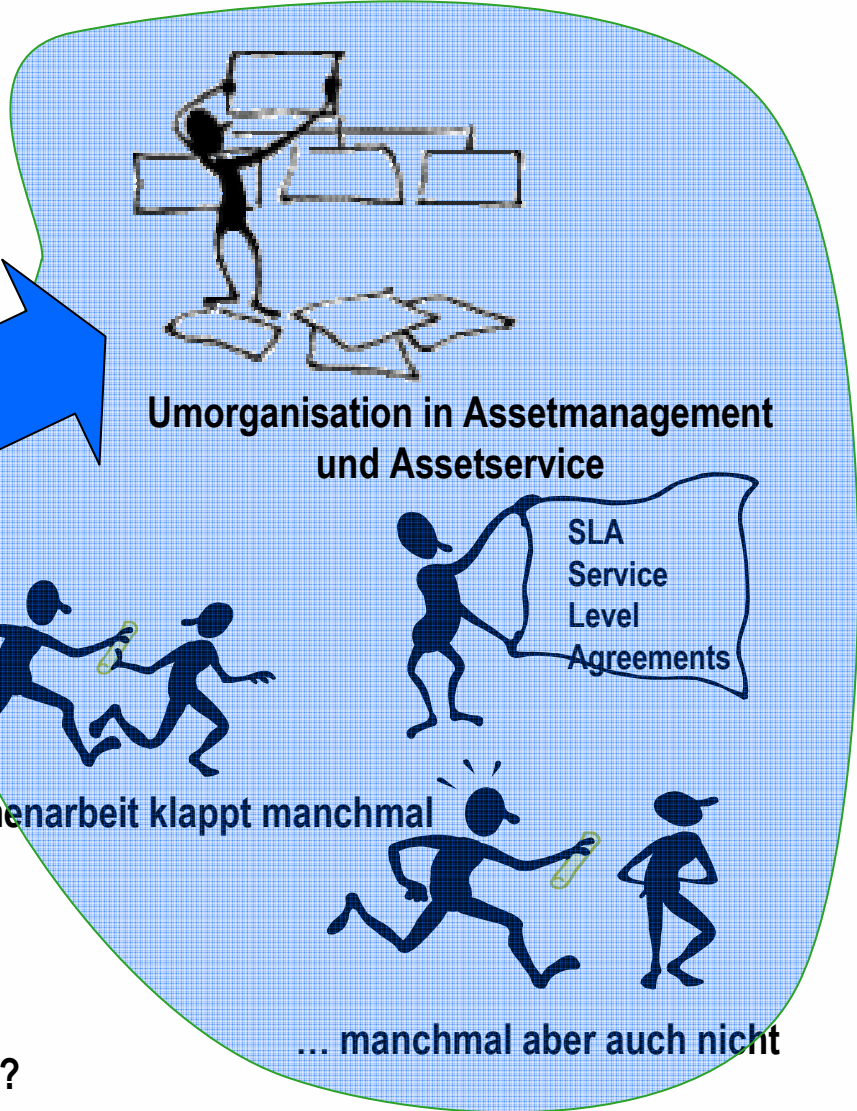 Umorganisation in Assetmanagement
und Assetservice
SLA
Service
Level
Agreements
enarbeit klappt manchmal
… manchmal aber auch nicht
?